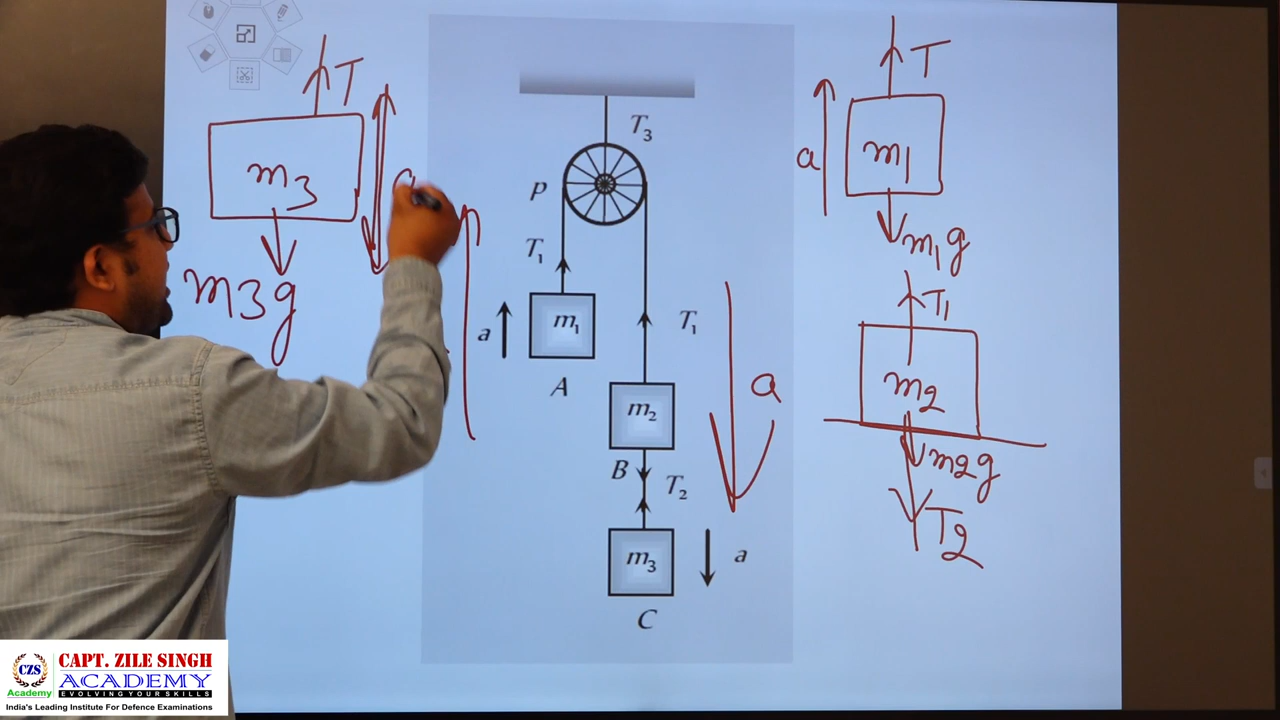 T
m3
a
m3g
T₃
P
T₁
m₁
a
A
T₁
m₂
B
T₂
m₃
a
C
a
T
m1
a
m1g
T1
m2
m2g
T2
CZS
Academy
CAPT. ZILE SINGH
ACADEMY
EVOLVING YOUR SKILLS
India's Leading Institute For Defence Examinations